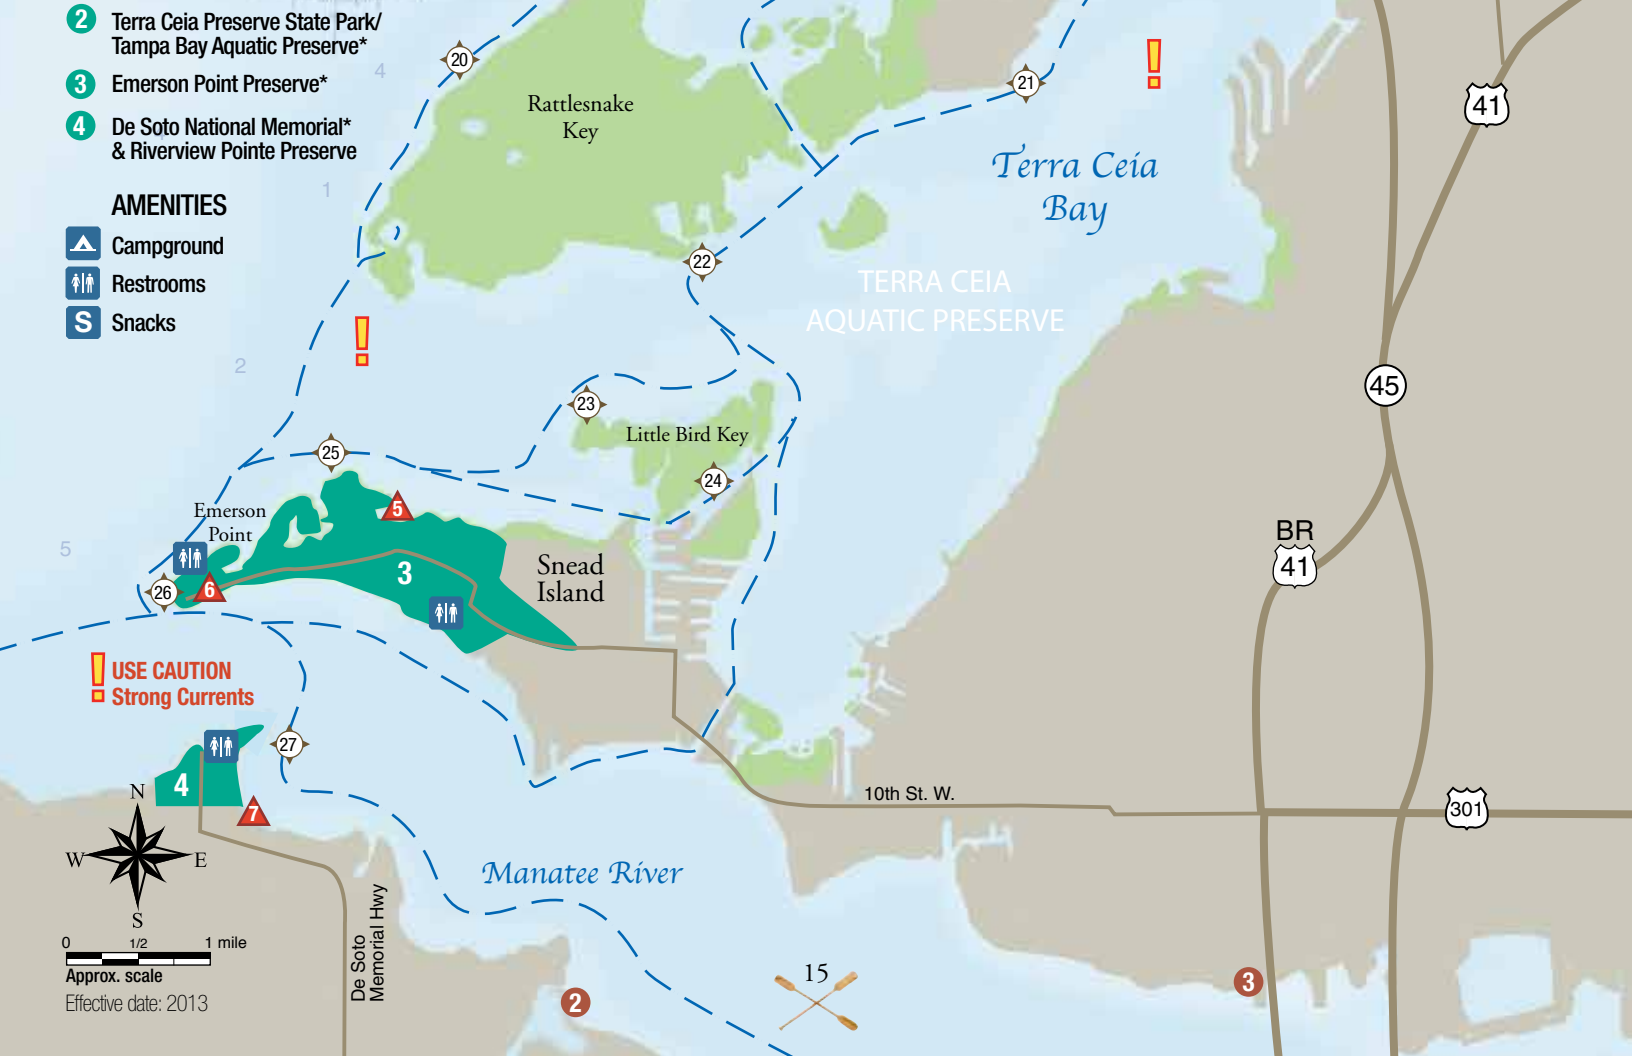 2 Terra Ceia Preserve State Park/
Tampa Bay Aquatic Preserve*
3 Emerson Point Preserve*
4 De Soto National Memorial*
& Riverview Pointe Preserve
AMENITIES
Campground
Restrooms
S Snacks
20
4
1
2
5
Rattlesnake
Key
21
!
41
Terra Ceia
Bay
22
TERRA CEIA
AQUATIC PRESERVE
!
45
23
Little Bird Key
24
25
5
Emerson
Point
3
6
26
Snead
Island
BR
41
! USE CAUTION
Strong Currents
27
4
7
N
W E
S
10th St. W.
301
Manatee River
0 1/2 1 mile
Approx. scale
Effective date: 2013
De Soto
Memorial Hwy
2
15
3